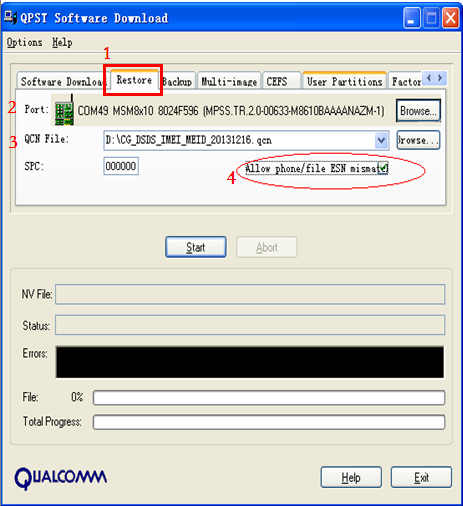 QPST Software Download
Options Help
1
Software Download Restore Backup Multi-image CEFS User Partitions Factor
2 Port: COM49 MSM8x10 8024F596 (MPSS.TR.2.0-00633-M8610BAAAANAZM-1) Browse...
3 QCN File: D:\CG_DSDS_IMEI_MEID_20131216.qcn Browse...
SPC: 000000 4 Allow phone/file ESN mismatch
Start Abort
NV File:
Status:
Errors:
File: 0%
Total Progress:
QUALCOMM Help Exit